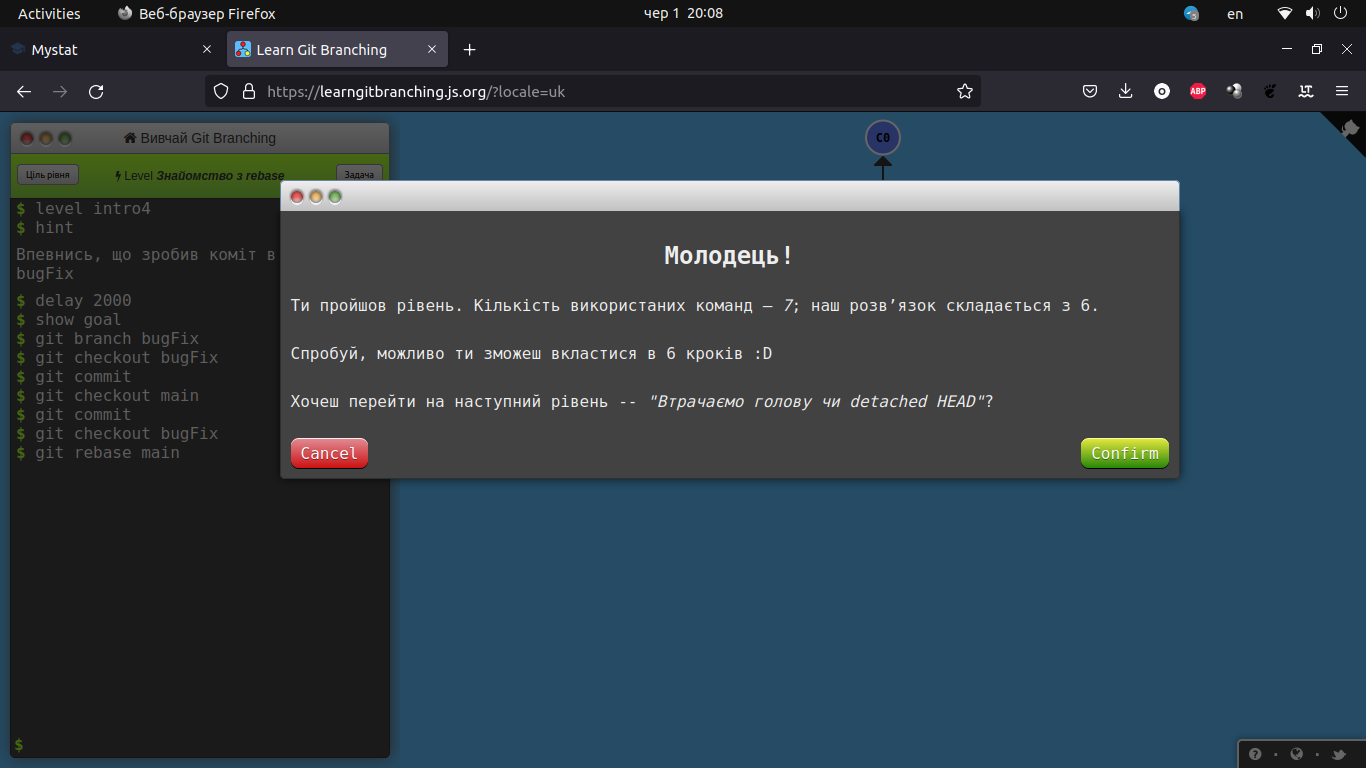 Activities
Веб-браузер Firefox
чер 1 20:08
en
Mystat
Learn Git Branching
https://learngitbranching.js.org/?locale=uk
ABP
LT
Вивчай Git Branching
Ціль рівня
Level Знайомство з rebase
Задача
$ level intro4
$ hint
Впевнись, що зробив коміт в
bugFix
$ delay 2000
$ show goal
$ git branch bugFix
$ git checkout bugFix
$ git commit
$ git checkout main
$ git commit
$ git checkout bugFix
$ git rebase main
$
C0
Молодець!
Ти пройшов рівень. Кількість використаних команд — 7; наш розв’язок складається з 6.
Спробуй, можливо ти зможеш вкластися в 6 кроків :D
Хочеш перейти на наступний рівень -- "Втрачаємо голову чи detached HEAD"?
Cancel
Confirm